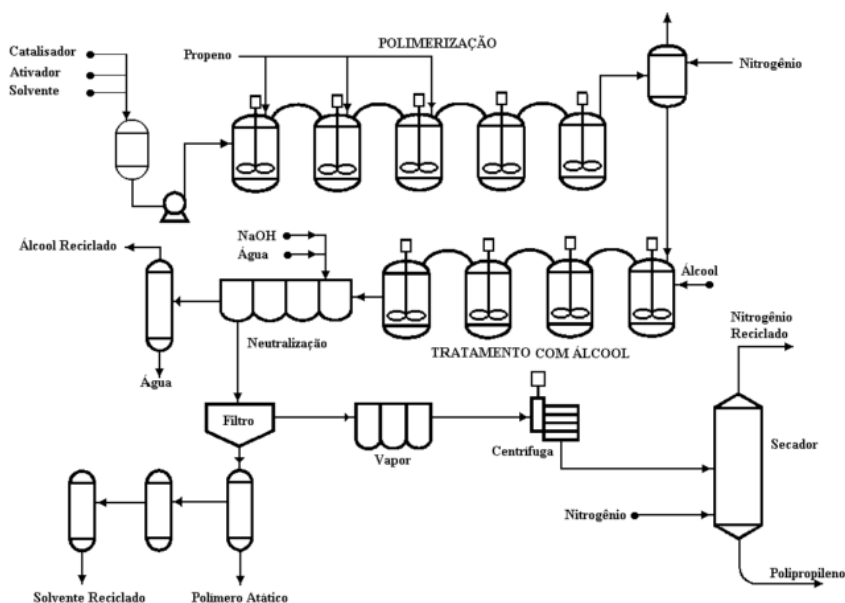 Catalisador
Ativador
Solvente
Propeno
POLIMERIZAÇÃO
Nitrogênio
Álcool Reciclado
NaOH
Água
Álcool
Neutralização
TRATAMENTO COM ÁLCOOL
Água
Nitrogênio
Reciclado
Filtro
Vapor
Centrífuga
Secador
Nitrogênio
Solvente Reciclado
Polímero Atático
Polipropileno